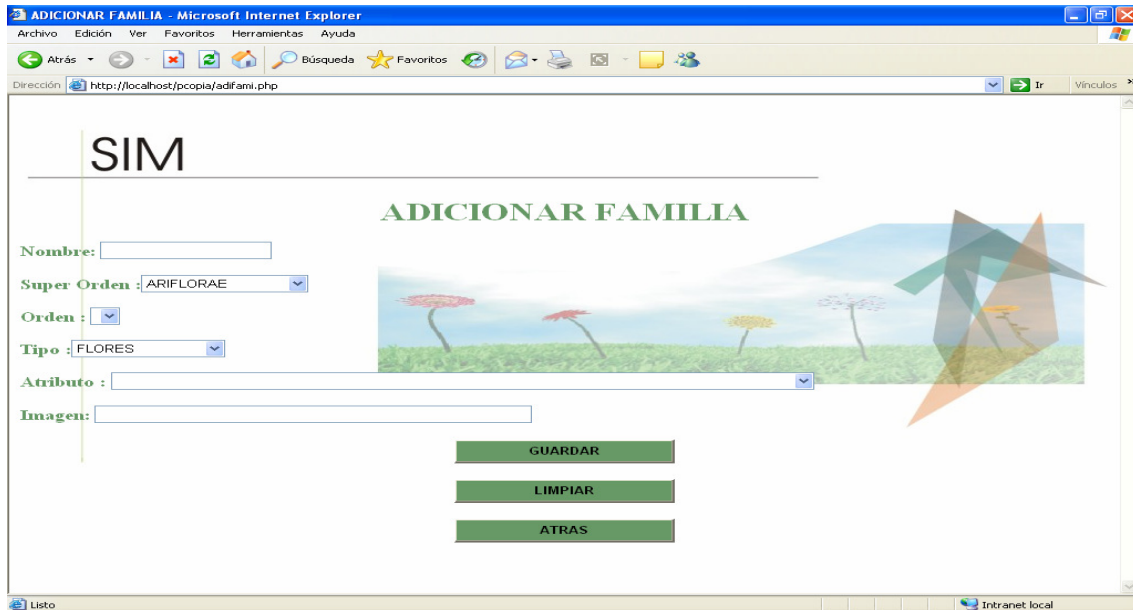 ADICIONAR FAMILIA - Microsoft Internet Explorer
Archivo Edición Ver Favoritos Herramientas Ayuda
Atrás Búsqueda Favoritos
Dirección http://localhost/pcopia/adifami.php Ir Vínculos »
SIM
ADICIONAR FAMILIA
Nombre:
Super Orden : ARIFLORAE
Orden :
Tipo : FLORES
Atributo :
Imagen:
GUARDAR
LIMPIAR
ATRAS
Listo Intranet local